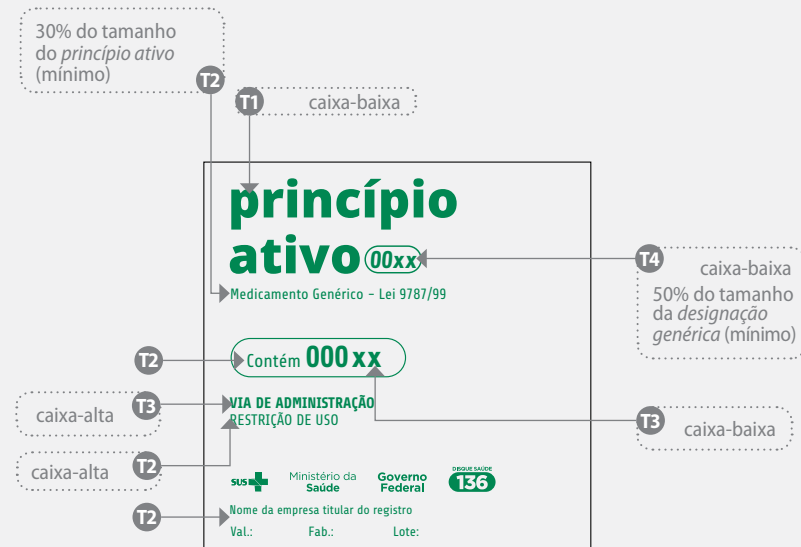 30% do tamanho
do princípio ativo
(mínimo)
T2
T1
caixa-baixa
princípio
ativo 00xx
T4
caixa-baixa
50% do tamanho
da designação
genérica (mínimo)
Medicamento Genérico - Lei 9787/99
T2
Contém 000 xx
caixa-alta
T3
VIA DE ADMINISTRAÇÃO
RESTRIÇÃO DE USO
T3
caixa-baixa
caixa-alta
T2
SUS
Ministério da
Saúde
Governo
Federal
DISQUE SAÚDE
136
T2
Nome da empresa titular do registro
Val.: Fab.: Lote: